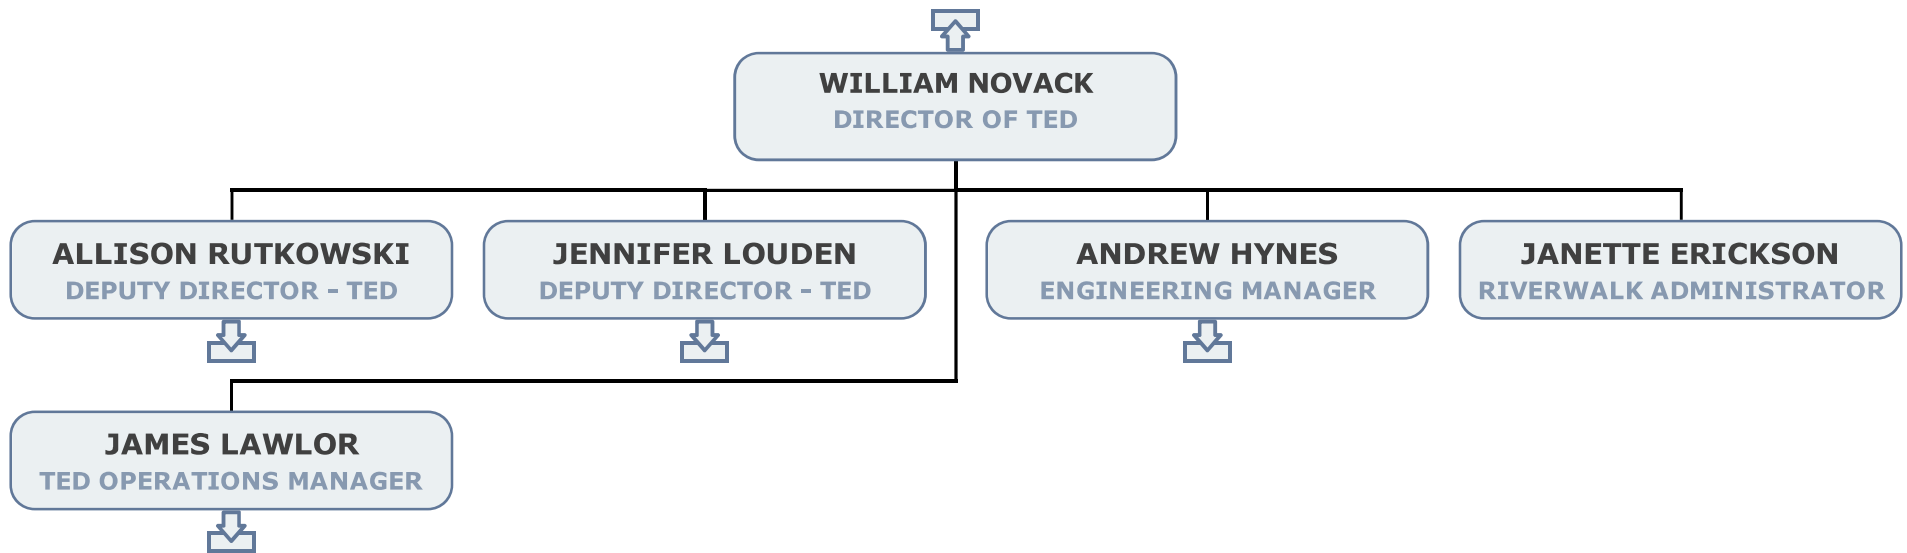 WILLIAM NOVACK
DIRECTOR OF TED
ALLISON RUTKOWSKI
DEPUTY DIRECTOR – TED
JENNIFER LOUDEN
DEPUTY DIRECTOR – TED
ANDREW HYNES
ENGINEERING MANAGER
JANETTE ERICKSON
RIVERWALK ADMINISTRATOR
JAMES LAWLOR
TED OPERATIONS MANAGER